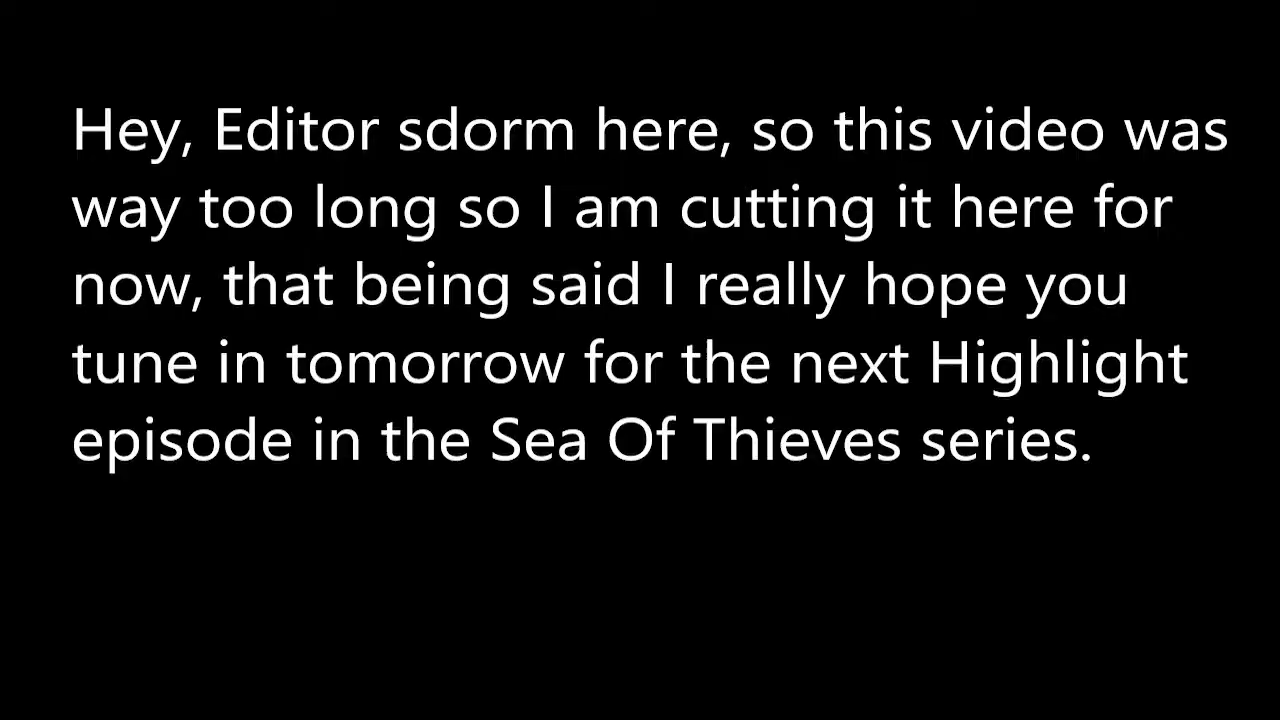 Hey, Editor sdorm here, so this video was
way too long so I am cutting it here for
now, that being said I really hope you
tune in tomorrow for the next Highlight
episode in the Sea Of Thieves series.